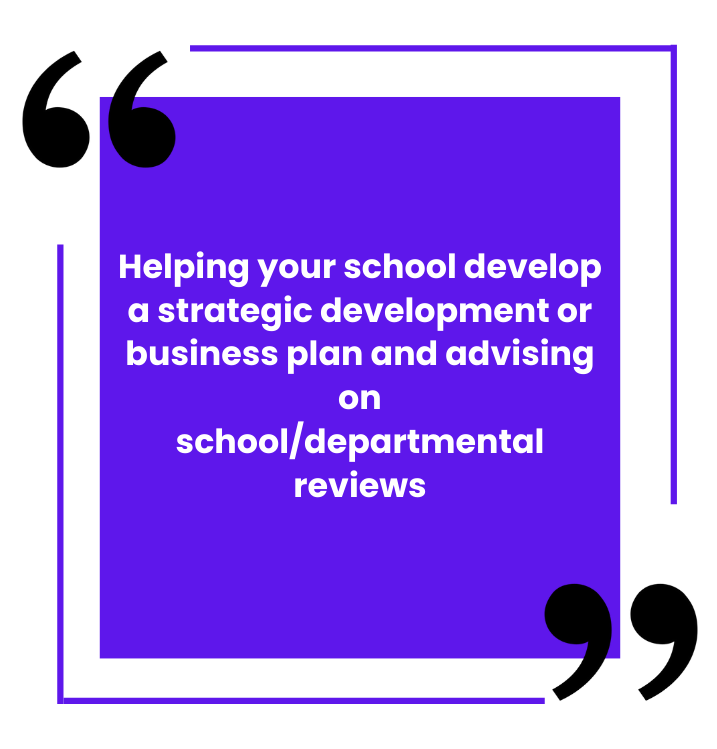 Helping your school develop
a strategic development or
business plan and advising
on
school/departmental
reviews